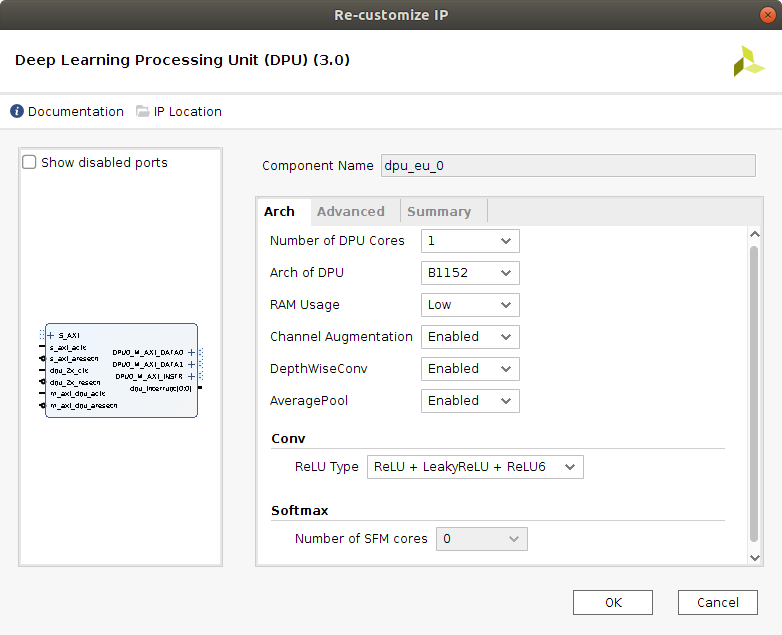 Re-customize IP
Deep Learning Processing Unit (DPU) (3.0)
Documentation IP Location
Show disabled ports
S_AXI
s_axi_aclk
s_axi_aresetn
dpu_2x_clk
dpu_2x_resetn
m_axi_dpu_aclk
m_axi_dpu_aresetn
DPU0_M_AXI_DATA0
DPU0_M_AXI_DATA1
DPU0_M_AXI_INSTR
dpu_interrupt[0:0]
Component Name dpu_eu_0
Arch Advanced Summary
Number of DPU Cores 1
Arch of DPU B1152
RAM Usage Low
Channel Augmentation Enabled
DepthWiseConv Enabled
AveragePool Enabled
Conv
ReLU Type ReLU + LeakyReLU + ReLU6
Softmax
Number of SFM cores 0
OK Cancel